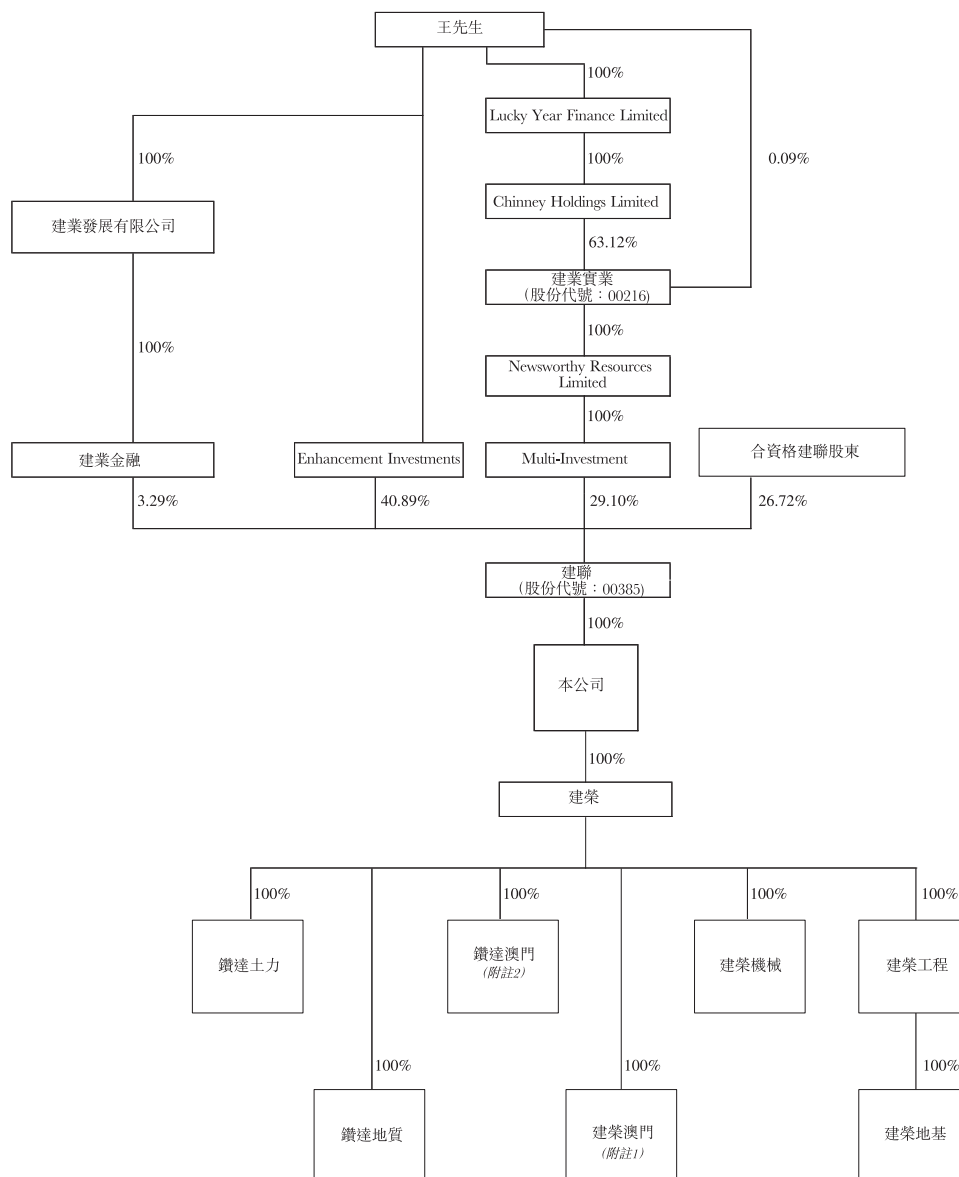 王先生
100%
Lucky Year Finance Limited
100%
100%
0.09%
Chinney Holdings Limited
建業發展有限公司
63.12%
建業實業
(股份代號：00216)
100%
100%
Newsworthy Resources
Limited
100%
建業金融
Enhancement Investments
Multi-Investment
合資格建聯股東
3.29%
40.89%
29.10%
26.72%
建聯
(股份代號：00385)
100%
本公司
100%
建榮
100%
100%
100%
100%
鑽達土力
鑽達澳門
(附註2)
建榮機械
建榮工程
100%
100%
100%
鑽達地質
建榮澳門
(附註1)
建榮地基